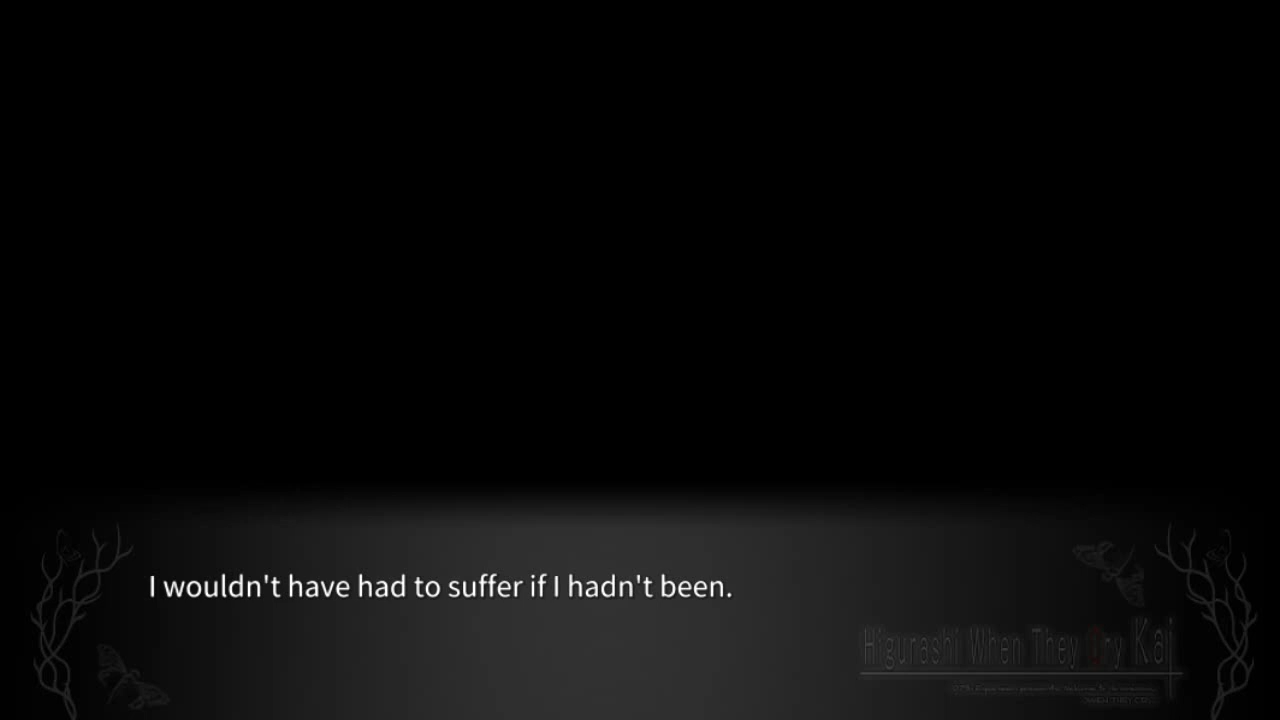 I wouldn't have had to suffer if I hadn't been.
Higurashi When They Cry Kai